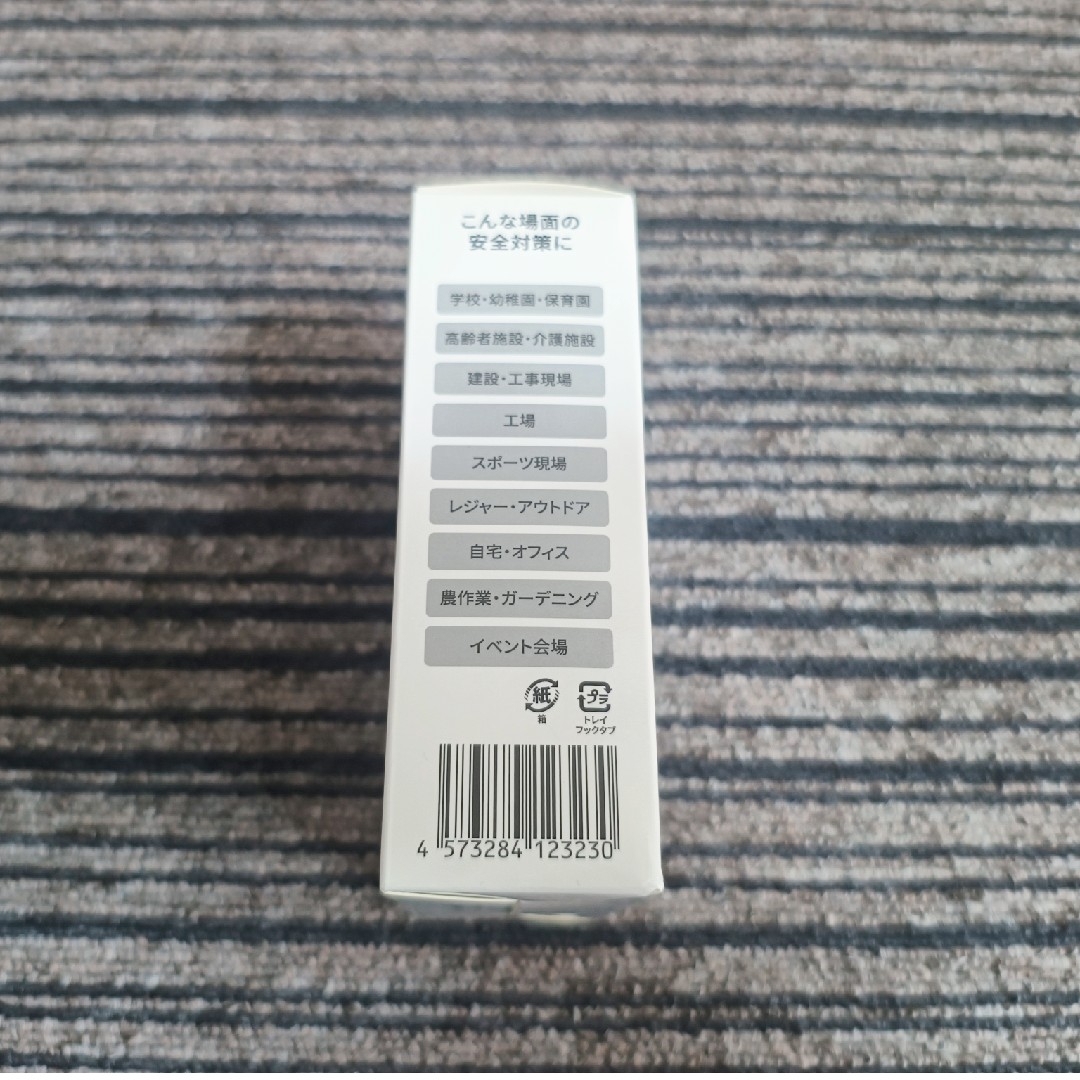 こんな場面の
安全対策に
学校・幼稚園・保育園
高齢者施設・介護施設
建設・工事現場
工場
スポーツ現場
レジャー・アウトドア
自宅・オフィス
農作業・ガーデニング
イベント会場
紙 プラ
箱 トレイ
フックタブ
4 573284 123230